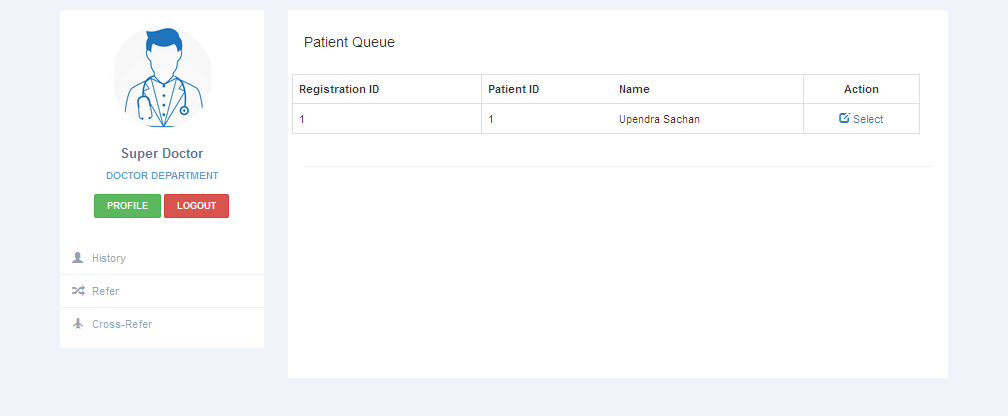 Super Doctor
DOCTOR DEPARTMENT
PROFILE LOGOUT
History
Refer
Cross-Refer
Patient Queue
Registration ID Patient ID Name Action
1 1 Upendra Sachan Select